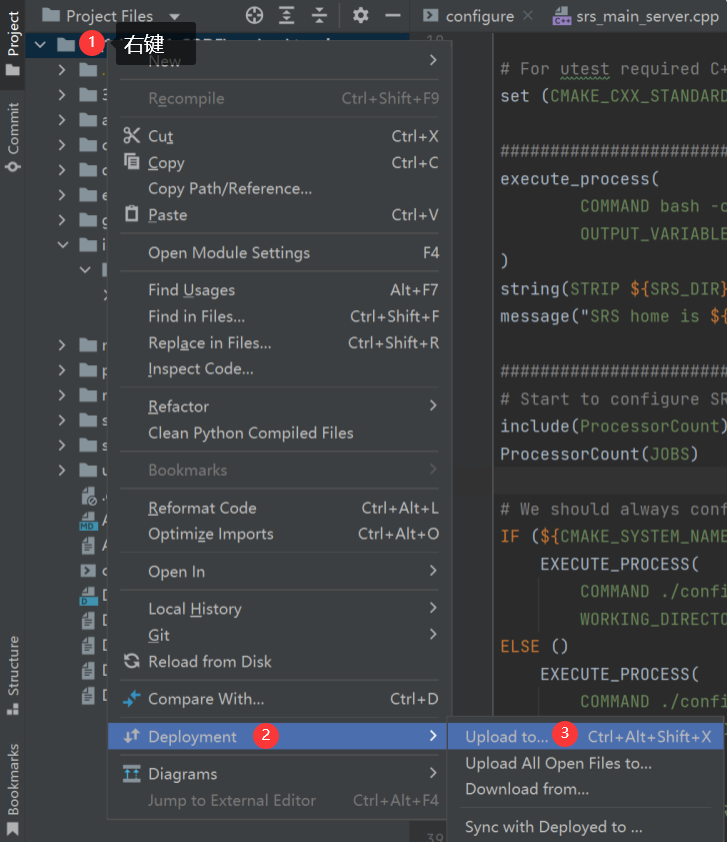 Project
Commit
Structure
Bookmarks
Project Files
configure
srs_main_server.cpp
1
右键
New
Recompile Ctrl+Shift+F9
Cut Ctrl+X
Copy Ctrl+C
Copy Path/Reference...
Paste Ctrl+V
Open Module Settings F4
Find Usages Alt+F7
Find in Files... Ctrl+Shift+F
Replace in Files... Ctrl+Shift+R
Inspect Code...
Refactor
Clean Python Compiled Files
Bookmarks
Reformat Code Ctrl+Alt+L
Optimize Imports Ctrl+Alt+O
Open In
Local History
Git
Reload from Disk
Compare With... Ctrl+D
Deployment 2
Diagrams
Jump to External Editor Ctrl+Alt+F4
Upload to... 3 Ctrl+Alt+Shift+X
Upload All Open Files to...
Download from...
Sync with Deployed to ...
# For utest required C+
set (CMAKE_CXX_STANDARD
########################
execute_process(
COMMAND bash -c
OUTPUT_VARIABLE
)
string(STRIP ${SRS_DIR}
message("SRS home is ${
########################
# Start to configure SR
include(ProcessorCount)
ProcessorCount(JOBS)
# We should always conf
IF (${CMAKE_SYSTEM_NAME
EXECUTE_PROCESS(
COMMAND ./confi
WORKING_DIRECTO
ELSE ()
EXECUTE_PROCESS(
COMMAND ./confi
39